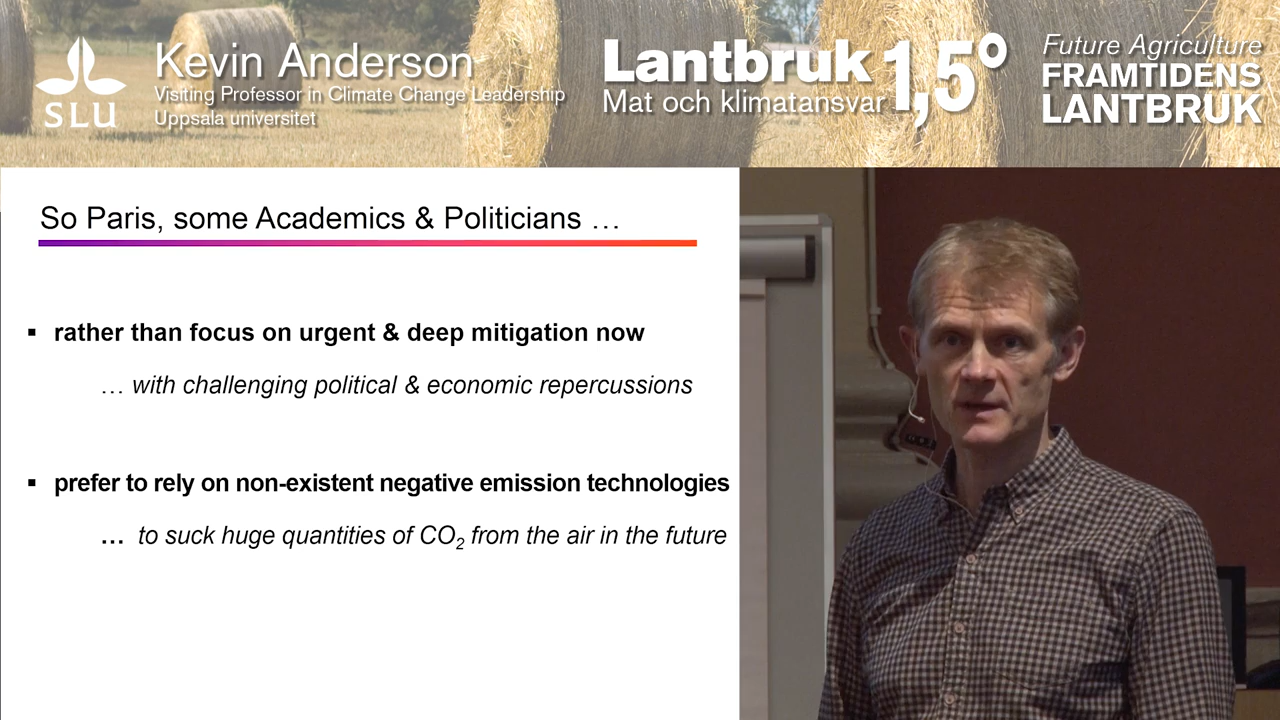 SLU
Kevin Anderson
Visiting Professor in Climate Change Leadership
Uppsala universitet
Lantbruk 1,5°
Mat och klimatansvar
Future Agriculture
FRAMTIDENS
LANTBRUK
So Paris, some Academics & Politicians …
▪ rather than focus on urgent & deep mitigation now
… with challenging political & economic repercussions
▪ prefer to rely on non-existent negative emission technologies
… to suck huge quantities of CO₂ from the air in the future